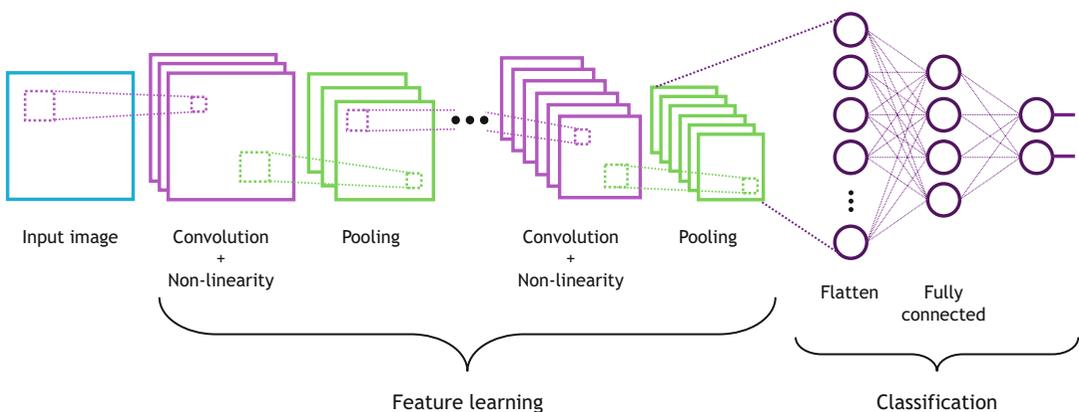 Input image
Convolution
+
Non-linearity
Pooling
Convolution
+
Non-linearity
Pooling
Flatten
Fully
connected
Feature learning
Classification